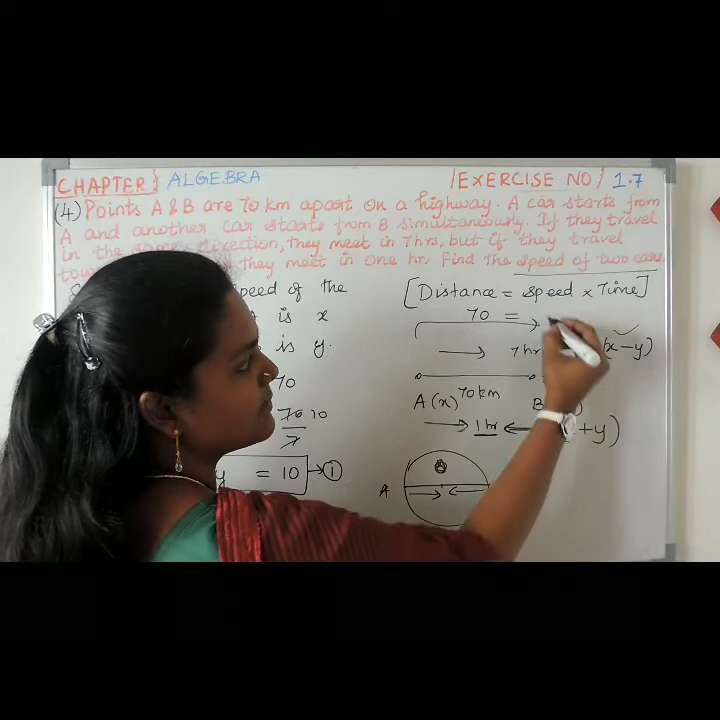 CHAPTER ALGEBRA
EXERCISE NO 1.7
(4) Points A & B are 70 km apart on a highway. A car starts from
A and another car starts from B simultaneously. If they travel
in the same direction, they meet in 7 hrs, but if they travel
they meet in one hr. Find the speed of two cars.
speed of the
is x
is y.
70
70 10
7
y = 10 → (i)
[Distance = speed × Time]
70 =
7 hr
(x - y)
A (x) 70 km B
1 hr
+ y)
A